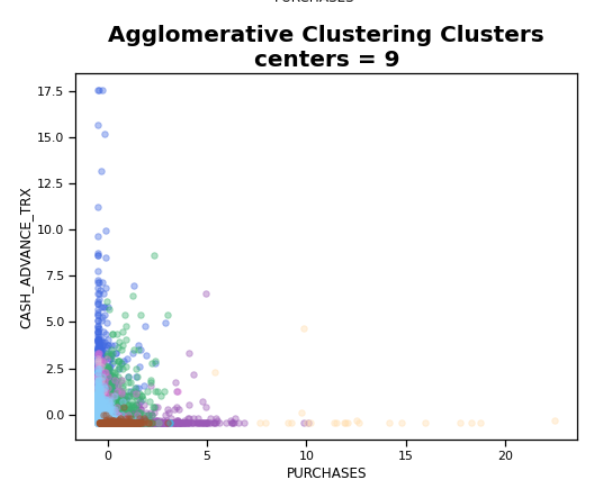 PURCHASES
Agglomerative Clustering Clusters
centers = 9
17.5
15.0
12.5
10.0
7.5
5.0
2.5
0.0
CASH_ADVANCE_TRX
0 5 10 15 20
PURCHASES